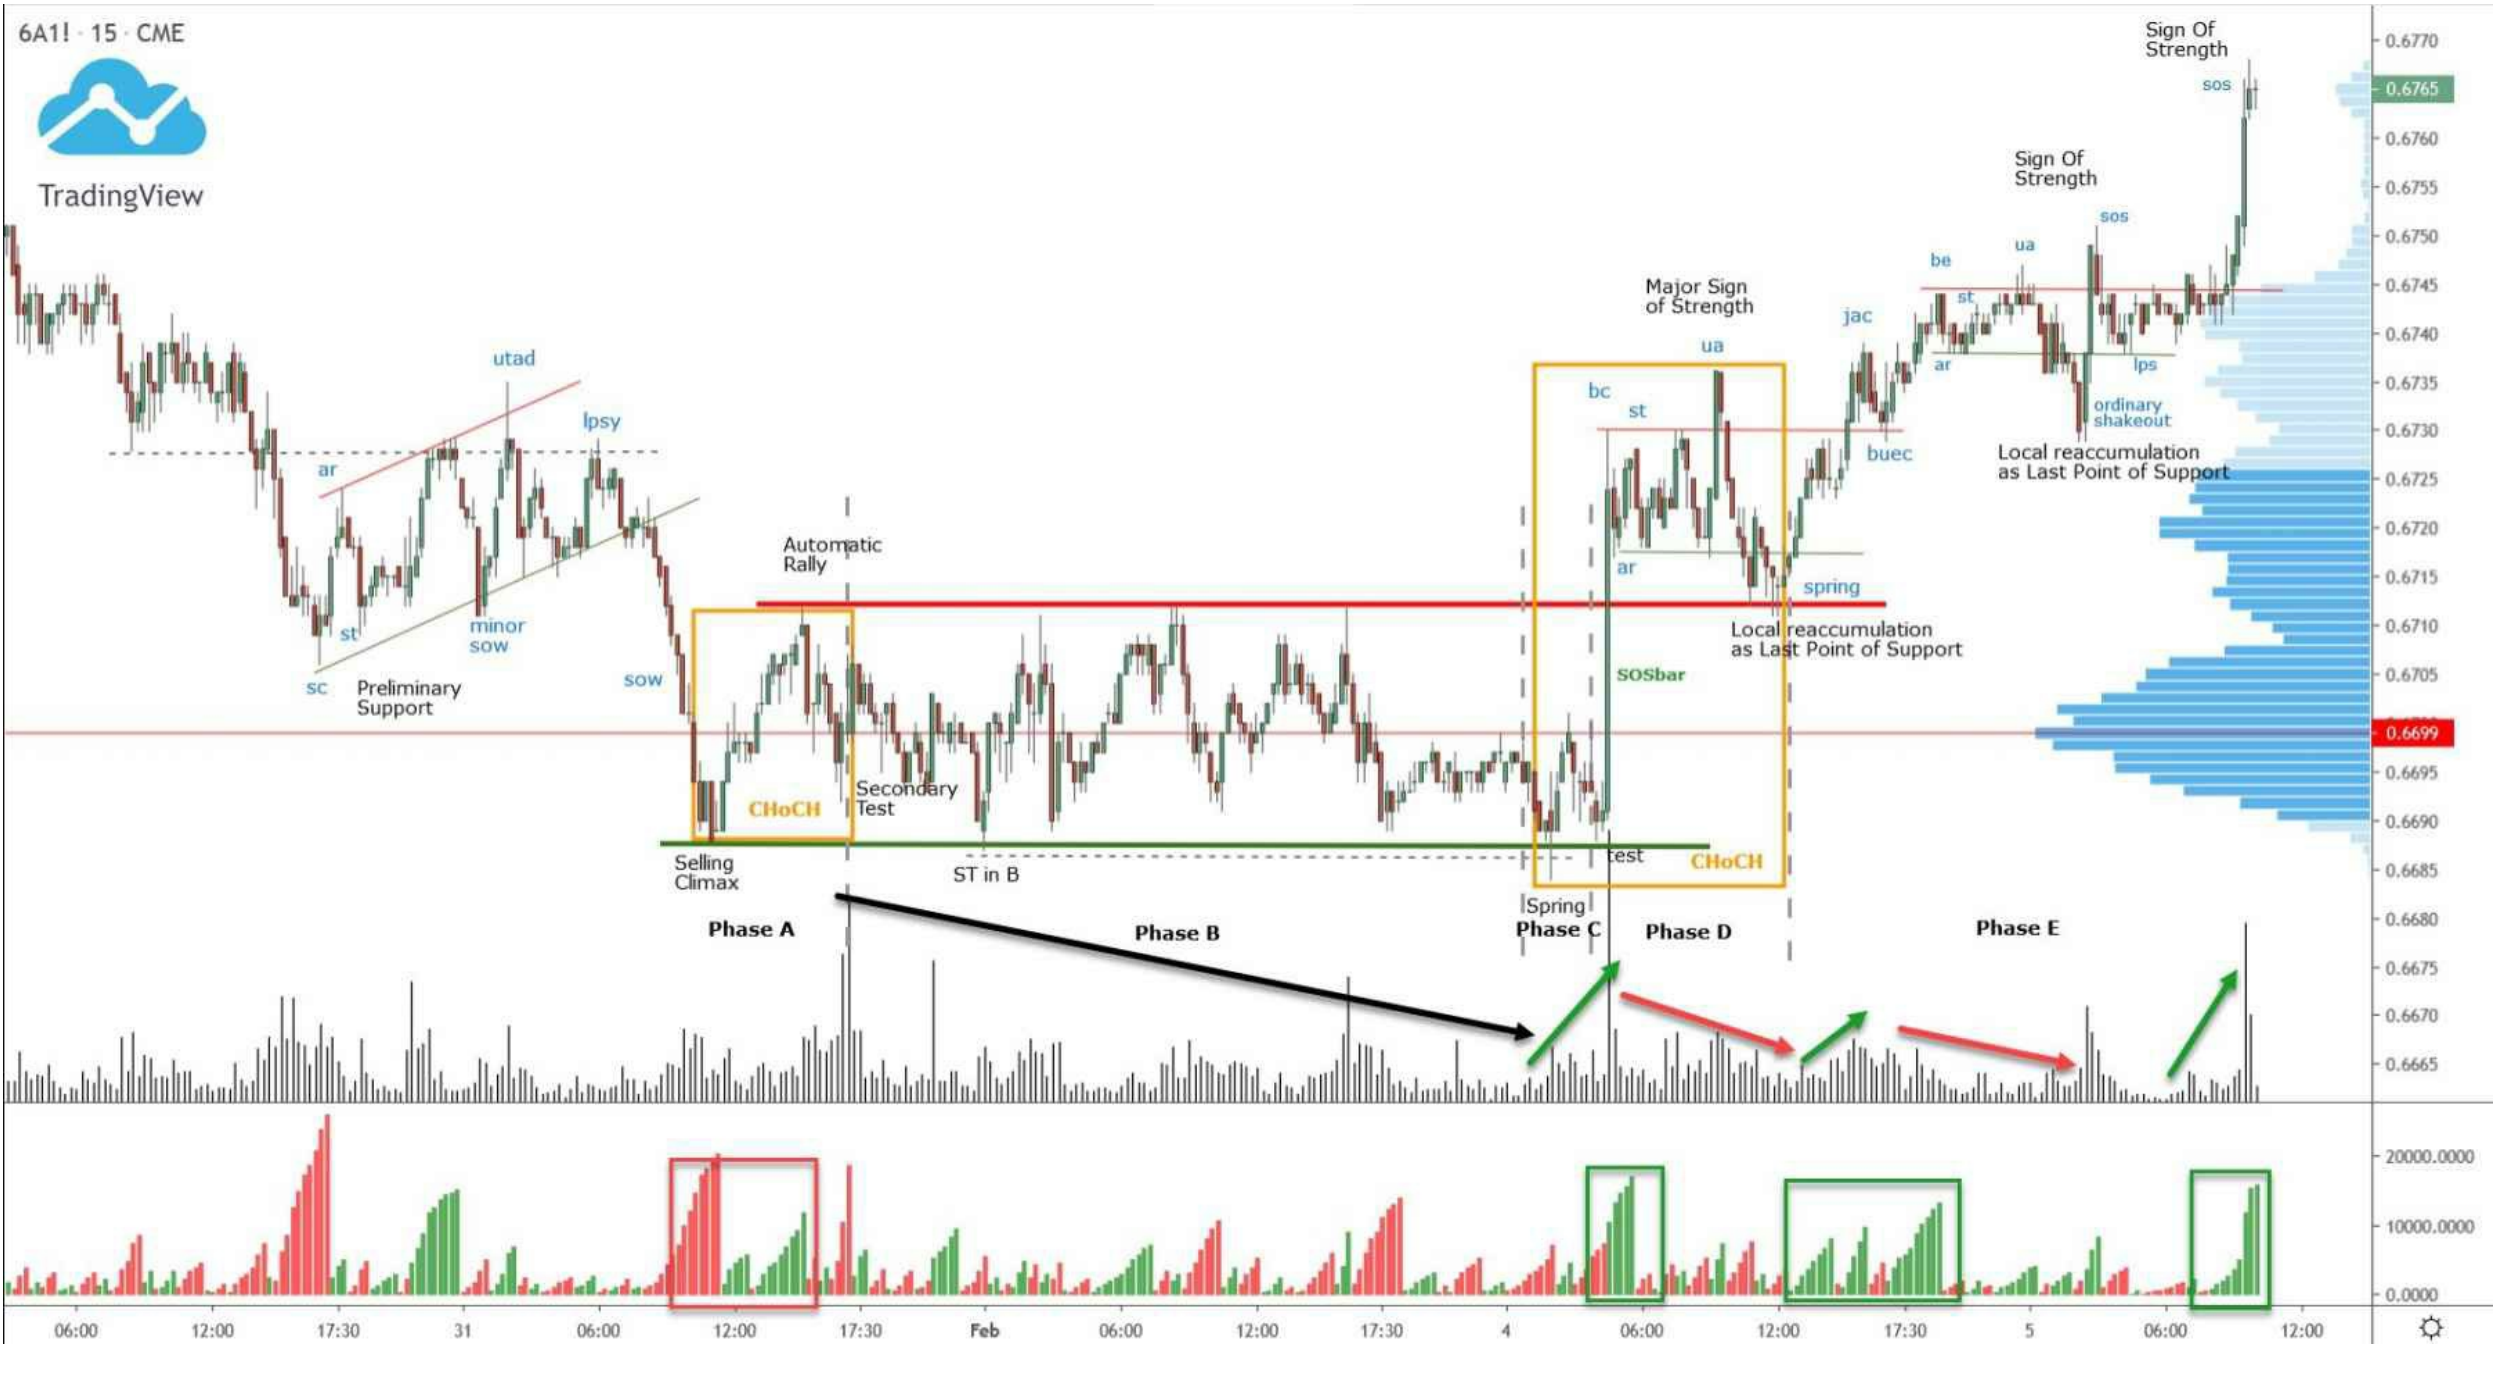 6A1! · 15 · CME
TradingView
Sign Of
Strength
sos
Sign Of
Strength
sos
ua
be
st
ar
lps
ordinary
shakeout
Local reaccumulation
as Last Point of Support
Major Sign
of Strength
ua
bc
st
jac
buec
ar
spring
Local reaccumulation
as Last Point of Support
SOSbar
utad
lpsy
ar
st
minor
sow
sc
Preliminary
Support
sow
Automatic
Rally
CHoCH
Secondary
Test
Selling
Climax
ST in B
test
CHoCH
Spring
Phase A
Phase B
Phase C
Phase D
Phase E
0.6770
0.6765
0.6760
0.6755
0.6750
0.6745
0.6740
0.6735
0.6730
0.6725
0.6720
0.6715
0.6710
0.6705
0.6699
0.6695
0.6690
0.6685
0.6680
0.6675
0.6670
0.6665
20000.0000
10000.0000
0.0000
06:00 12:00 17:30 31 06:00 12:00 17:30 Feb 06:00 12:00 17:30 4 06:00 12:00 17:30 5 06:00 12:00